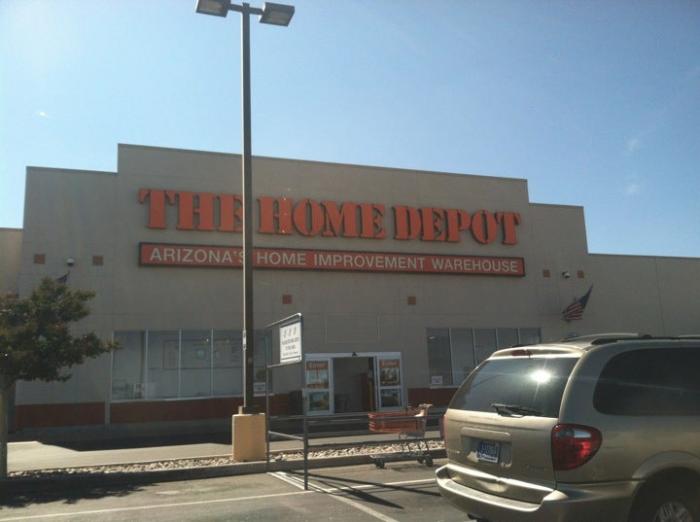 THE HOME DEPOT
ARIZONA'S HOME IMPROVEMENT WAREHOUSE